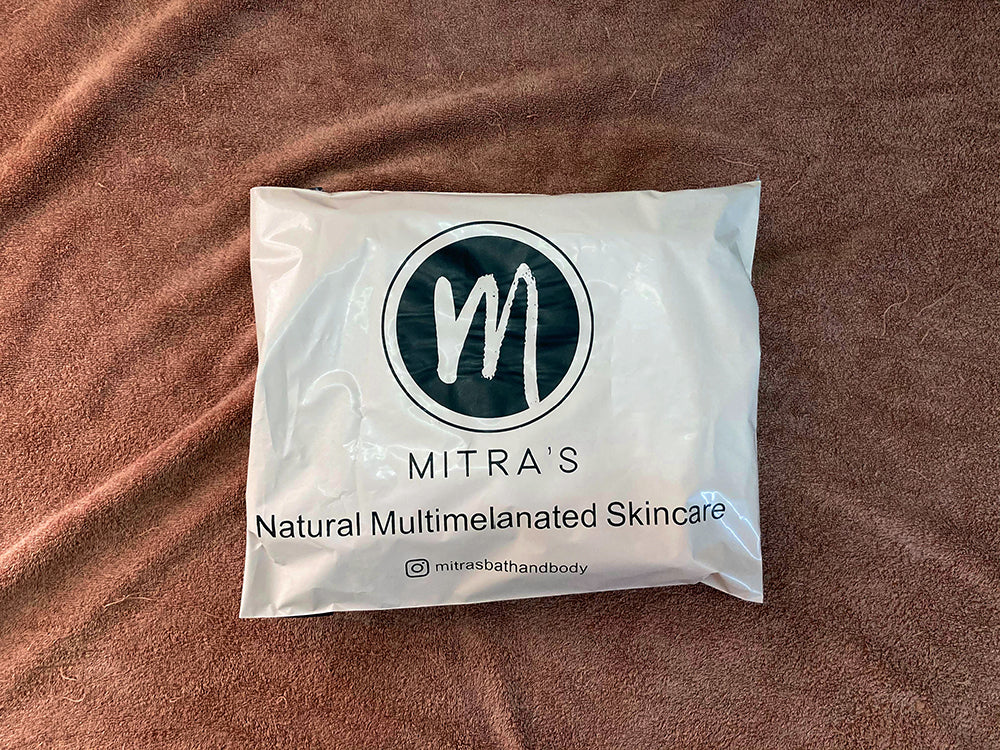 m
MITRA'S
Natural Multimelanated Skincare
mitrasbathandbody